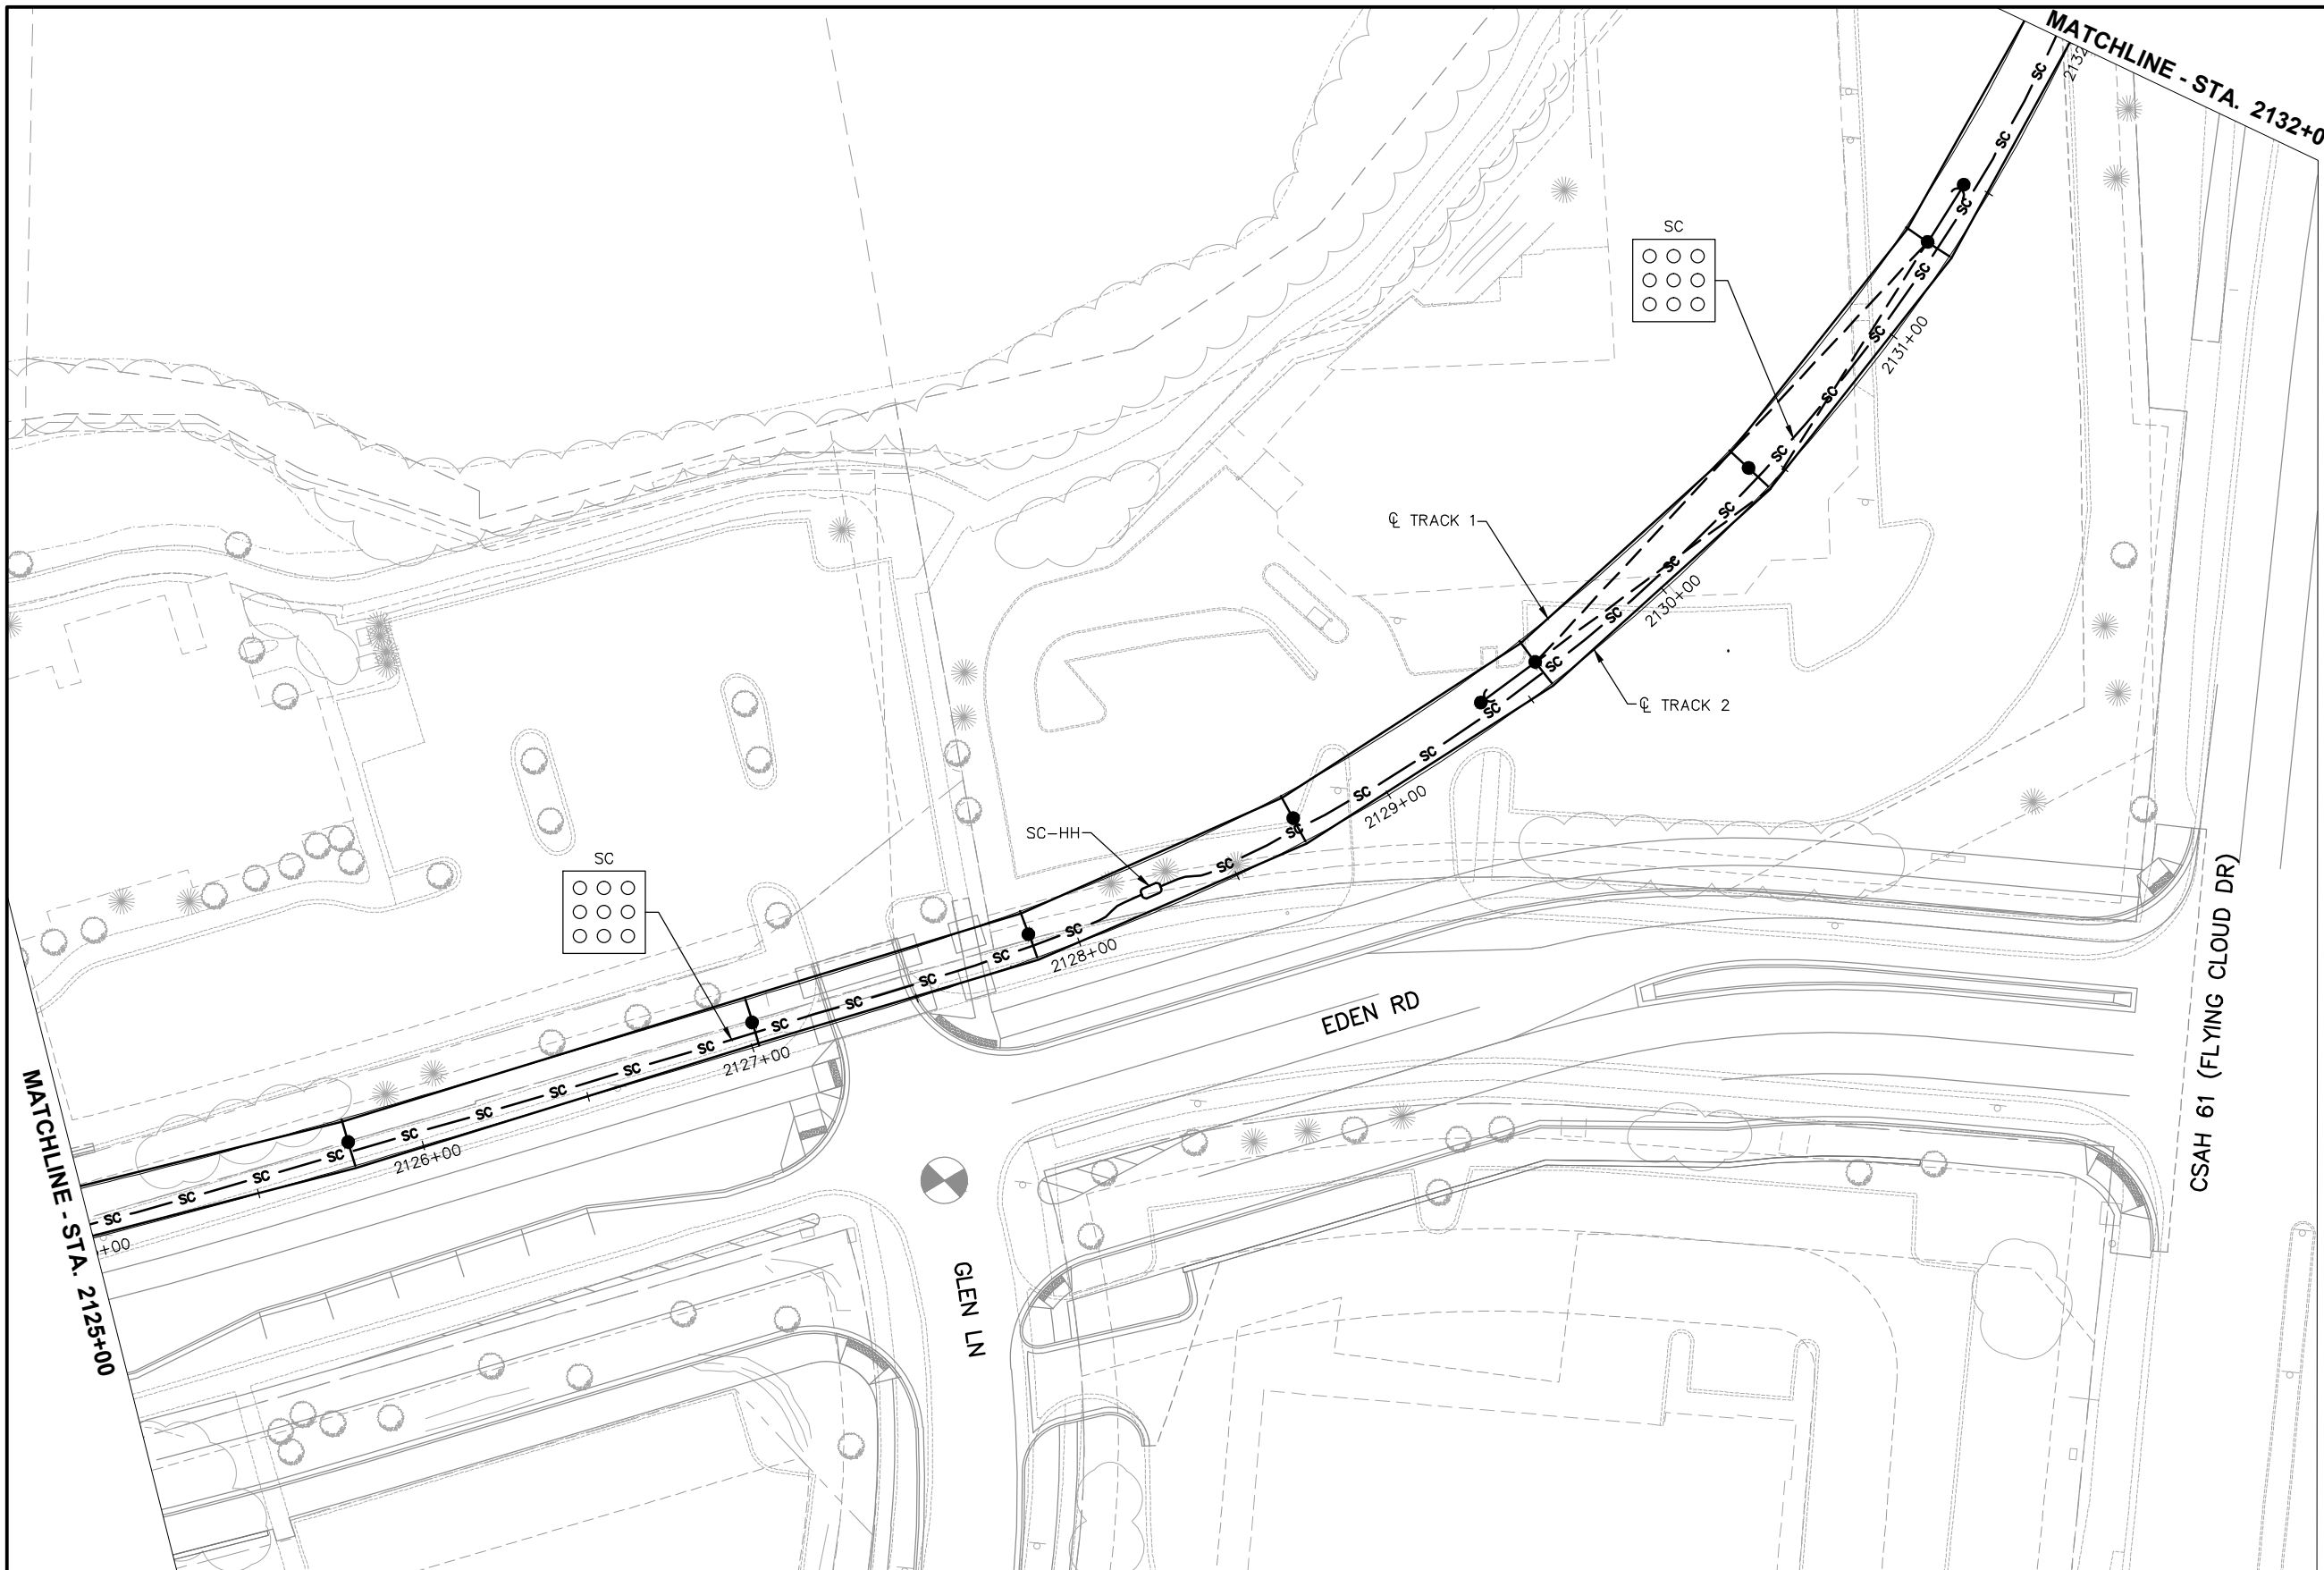 MATCHLINE - STA. 2132+0
2132
SC
SC
SC
SC
SC
SC
2131+00
SC
SC
SC
℄ TRACK 1
SC
SC
2130+00
SC
SC
℄ TRACK 2
SC
SC
SC
2129+00
SC-HH
SC
SC
SC
SC
2128+00
SC
SC
SC
SC
SC
2127+00
SC
SC
SC
SC
2126+00
SC
SC
SC
SC
+00
MATCHLINE - STA. 2125+00
EDEN RD
GLEN LN
CSAH 61 (FLYING CLOUD DR)